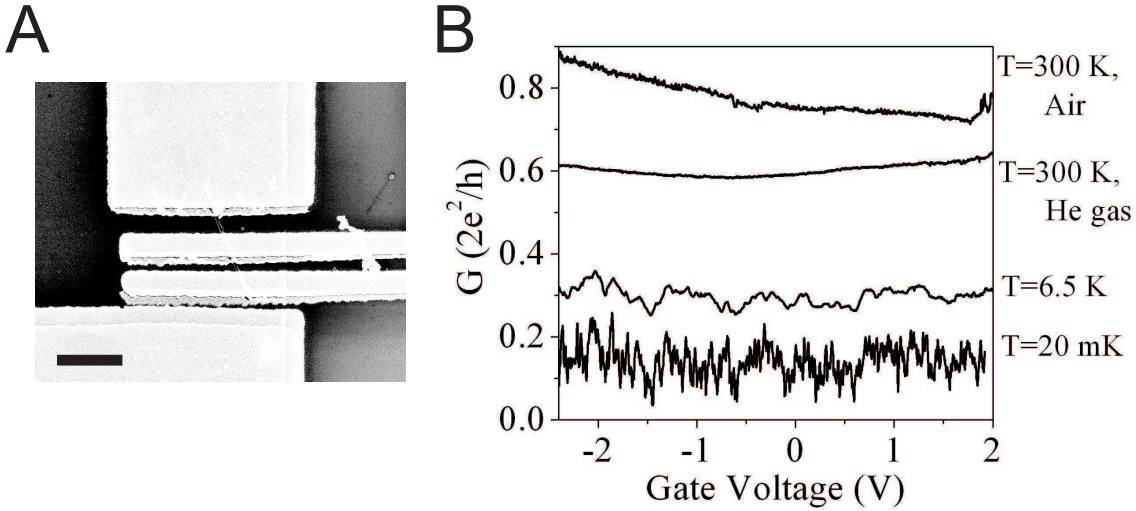 A
B
G (2e²/h)
0.8
0.6
0.4
0.2
0.0
-2 -1 0 1 2
Gate Voltage (V)
T=300 K,
Air
T=300 K,
He gas
T=6.5 K
T=20 mK